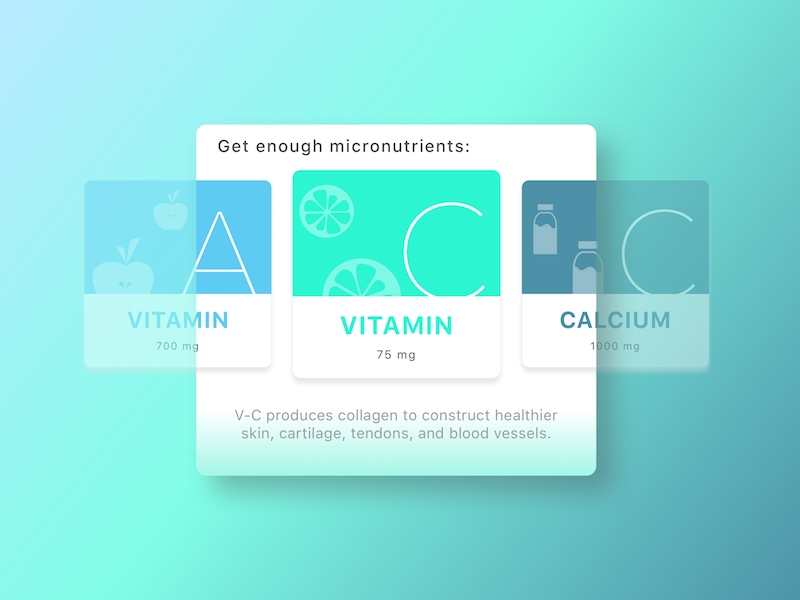 Get enough micronutrients:
A
VITAMIN
700 mg
C
VITAMIN
75 mg
C
CALCIUM
1000 mg
V-C produces collagen to construct healthier
skin, cartilage, tendons, and blood vessels.